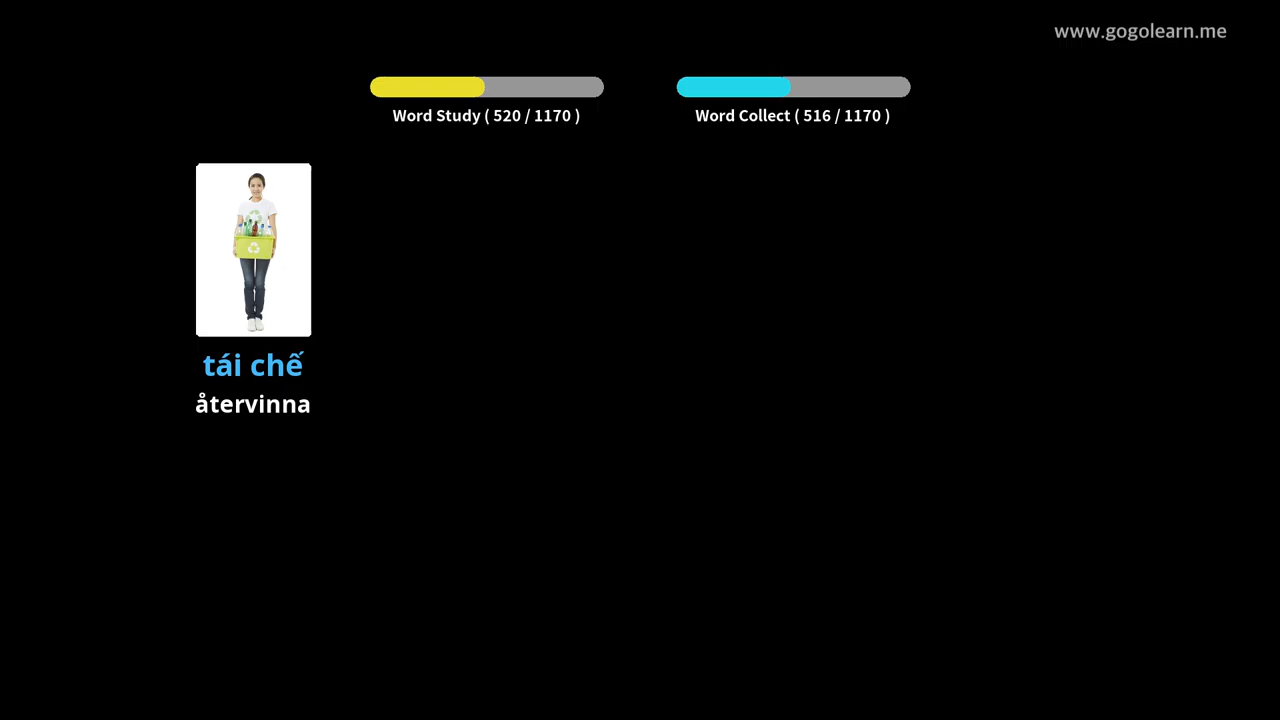 www.gogolearn.me
Word Study ( 520 / 1170 )
Word Collect ( 516 / 1170 )
tái chế
återvinna